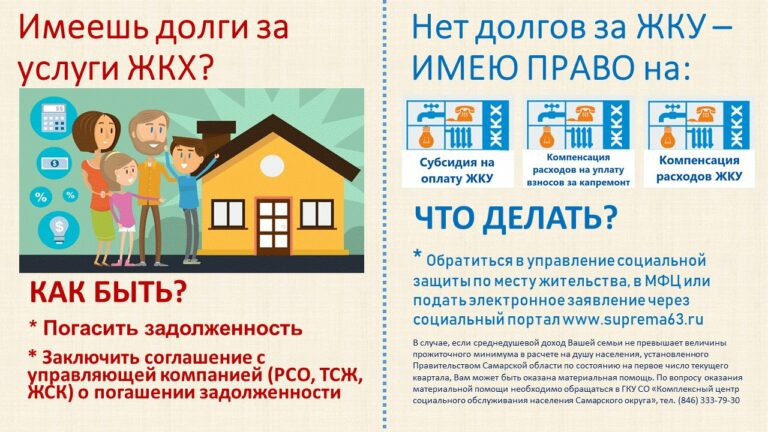 Имеешь долги за
услуги ЖКХ?
КАК БЫТЬ?
* Погасить задолженность
* Заключить соглашение с
управляющей компанией (РСО, ТСЖ,
ЖСК) о погашении задолженности
Нет долгов за ЖКУ –
ИМЕЮ ПРАВО на:
ЖКХ
Субсидия на
оплату ЖКУ
ЖКХ
Компенсация
расходов на уплату
взносов за капремонт
ЖКХ
Компенсация
расходов ЖКУ
ЧТО ДЕЛАТЬ?
* Обратиться в управление социальной
защиты по месту жительства, в МФЦ или
подать электронное заявление через
социальный портал www.suprema63.ru
В случае, если среднедушевой доход Вашей семьи не превышает величины
прожиточного минимума в расчете на душу населения, установленного
Правительством Самарской области по состоянию на первое число текущего
квартала, Вам может быть оказана материальная помощь. По вопросу оказания
материальной помощи необходимо обращаться в ГКУ СО «Комплексный центр
социального обслуживания населения Самарского округа», тел. (846) 333-79-30